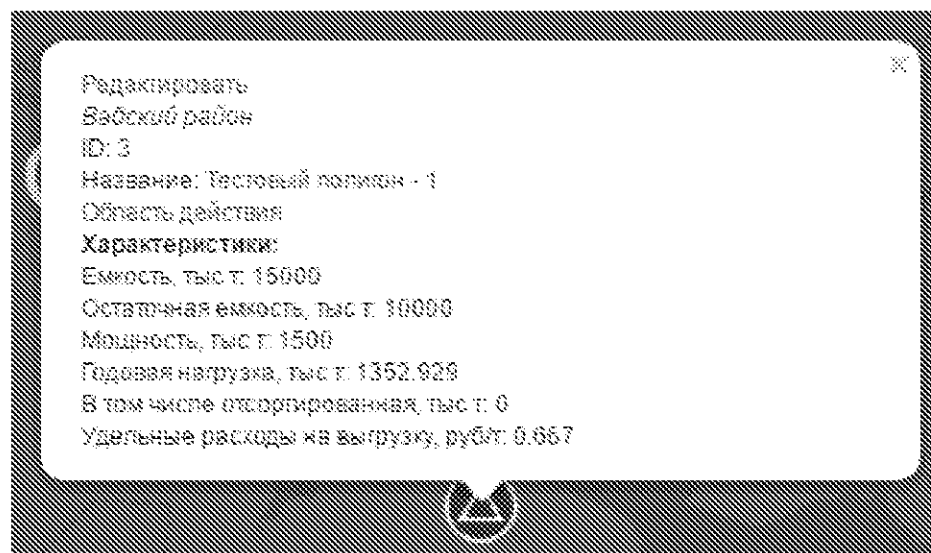 Редактировать
Вадский район
ID: 3
Название: Тестовый полигон - 1
Область действия
Характеристики:
Емкость, тыс т: 15000
Остаточная емкость, тыс т: 10000
Мощность, тыс т: 1500
Годовая нагрузка, тыс т: 1352.929
В том числе отсортированная, тыс т: 0
Удельные расходы на выгрузку, руб/т: 0.667